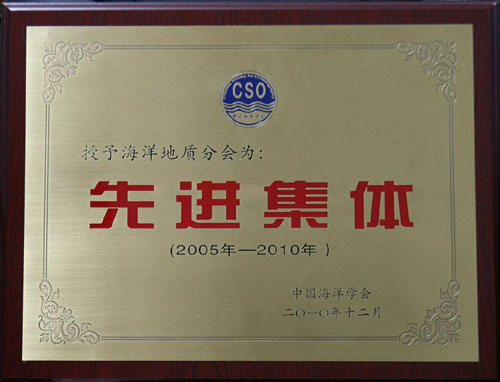 CSO
授予海洋地质分会为:
先进集体
(2005年—2010年)
中国海洋学会
二〇一〇年十二月